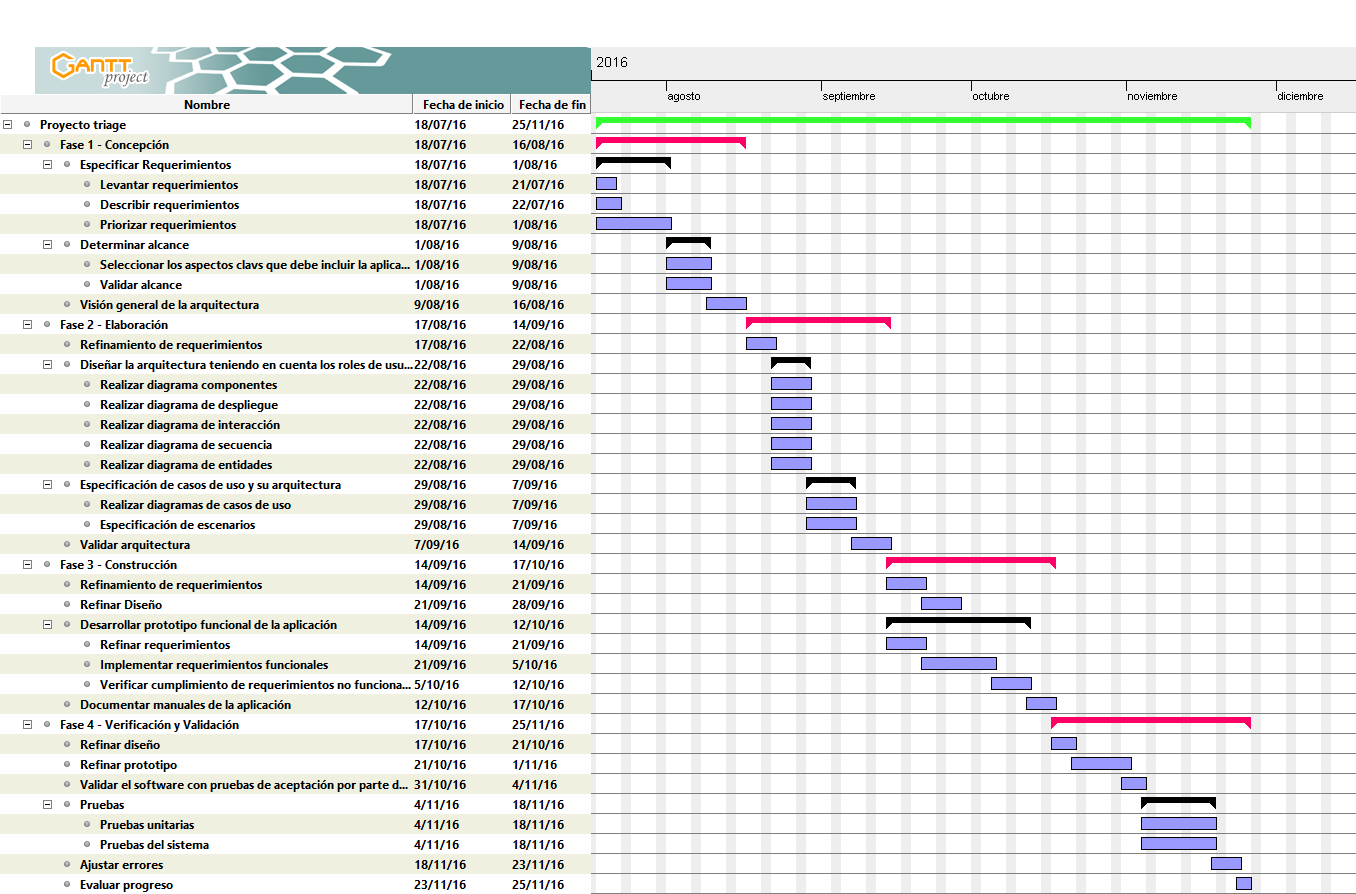 GANTT project
2016
agosto septiembre octubre noviembre diciembre
Nombre Fecha de inicio Fecha de fin
Proyecto triage 18/07/16 25/11/16
Fase 1 - Concepción 18/07/16 16/08/16
Especificar Requerimientos 18/07/16 1/08/16
Levantar requerimientos 18/07/16 21/07/16
Describir requerimientos 18/07/16 22/07/16
Priorizar requerimientos 18/07/16 1/08/16
Determinar alcance 1/08/16 9/08/16
Seleccionar los aspectos clavs que debe incluir la aplica... 1/08/16 9/08/16
Validar alcance 1/08/16 9/08/16
Visión general de la arquitectura 9/08/16 16/08/16
Fase 2 - Elaboración 17/08/16 14/09/16
Refinamiento de requerimientos 17/08/16 22/08/16
Diseñar la arquitectura teniendo en cuenta los roles de usu... 22/08/16 29/08/16
Realizar diagrama componentes 22/08/16 29/08/16
Realizar diagrama de despliegue 22/08/16 29/08/16
Realizar diagrama de interacción 22/08/16 29/08/16
Realizar diagrama de secuencia 22/08/16 29/08/16
Realizar diagrama de entidades 22/08/16 29/08/16
Especificación de casos de uso y su arquitectura 29/08/16 7/09/16
Realizar diagramas de casos de uso 29/08/16 7/09/16
Especificación de escenarios 29/08/16 7/09/16
Validar arquitectura 7/09/16 14/09/16
Fase 3 - Construcción 14/09/16 17/10/16
Refinamiento de requerimientos 14/09/16 21/09/16
Refinar Diseño 21/09/16 28/09/16
Desarrollar prototipo funcional de la aplicación 14/09/16 12/10/16
Refinar requerimientos 14/09/16 21/09/16
Implementar requerimientos funcionales 21/09/16 5/10/16
Verificar cumplimiento de requerimientos no funciona... 5/10/16 12/10/16
Documentar manuales de la aplicación 12/10/16 17/10/16
Fase 4 - Verificación y Validación 17/10/16 25/11/16
Refinar diseño 17/10/16 21/10/16
Refinar prototipo 21/10/16 1/11/16
Validar el software con pruebas de aceptación por parte d... 31/10/16 4/11/16
Pruebas 4/11/16 18/11/16
Pruebas unitarias 4/11/16 18/11/16
Pruebas del sistema 4/11/16 18/11/16
Ajustar errores 18/11/16 23/11/16
Evaluar progreso 23/11/16 25/11/16